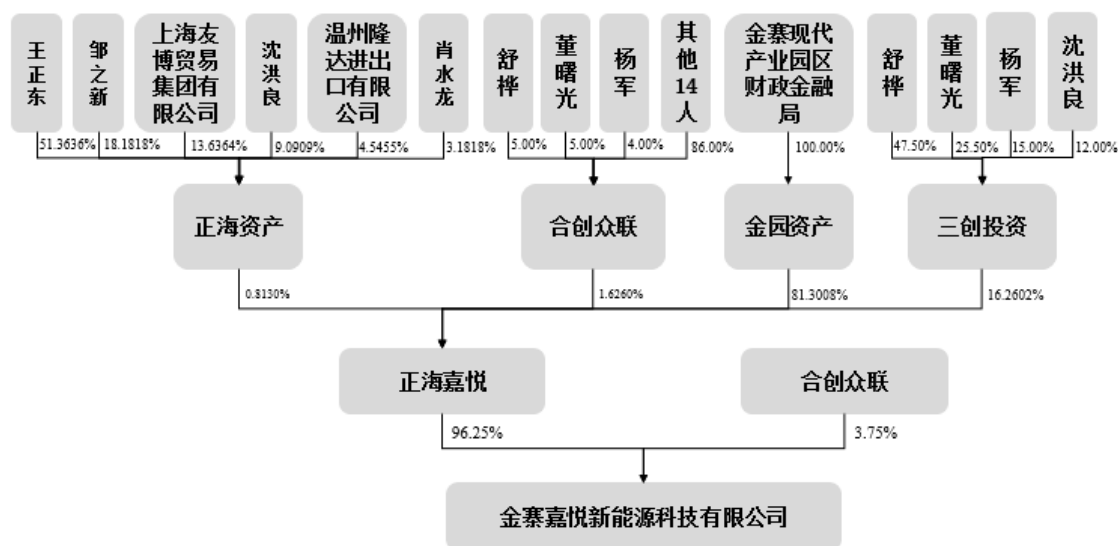 王正东
邹之新
上海友
博贸易
集团有
限公司
沈洪良
温州隆
达进出
口有限
公司
肖水龙
舒桦
董曙光
杨军
其他14人
金寨现代
产业园区
财政金融
局
舒桦
董曙光
杨军
沈洪良
51.3636%
18.1818%
13.6364%
9.0909%
4.5455%
3.1818%
5.00%
5.00%
4.00%
86.00%
100.00%
47.50%
25.50%
15.00%
12.00%
正海资产
合创众联
金园资产
三创投资
0.8130%
1.6260%
81.3008%
16.2602%
正海嘉悦
合创众联
96.25%
3.75%
金寨嘉悦新能源科技有限公司